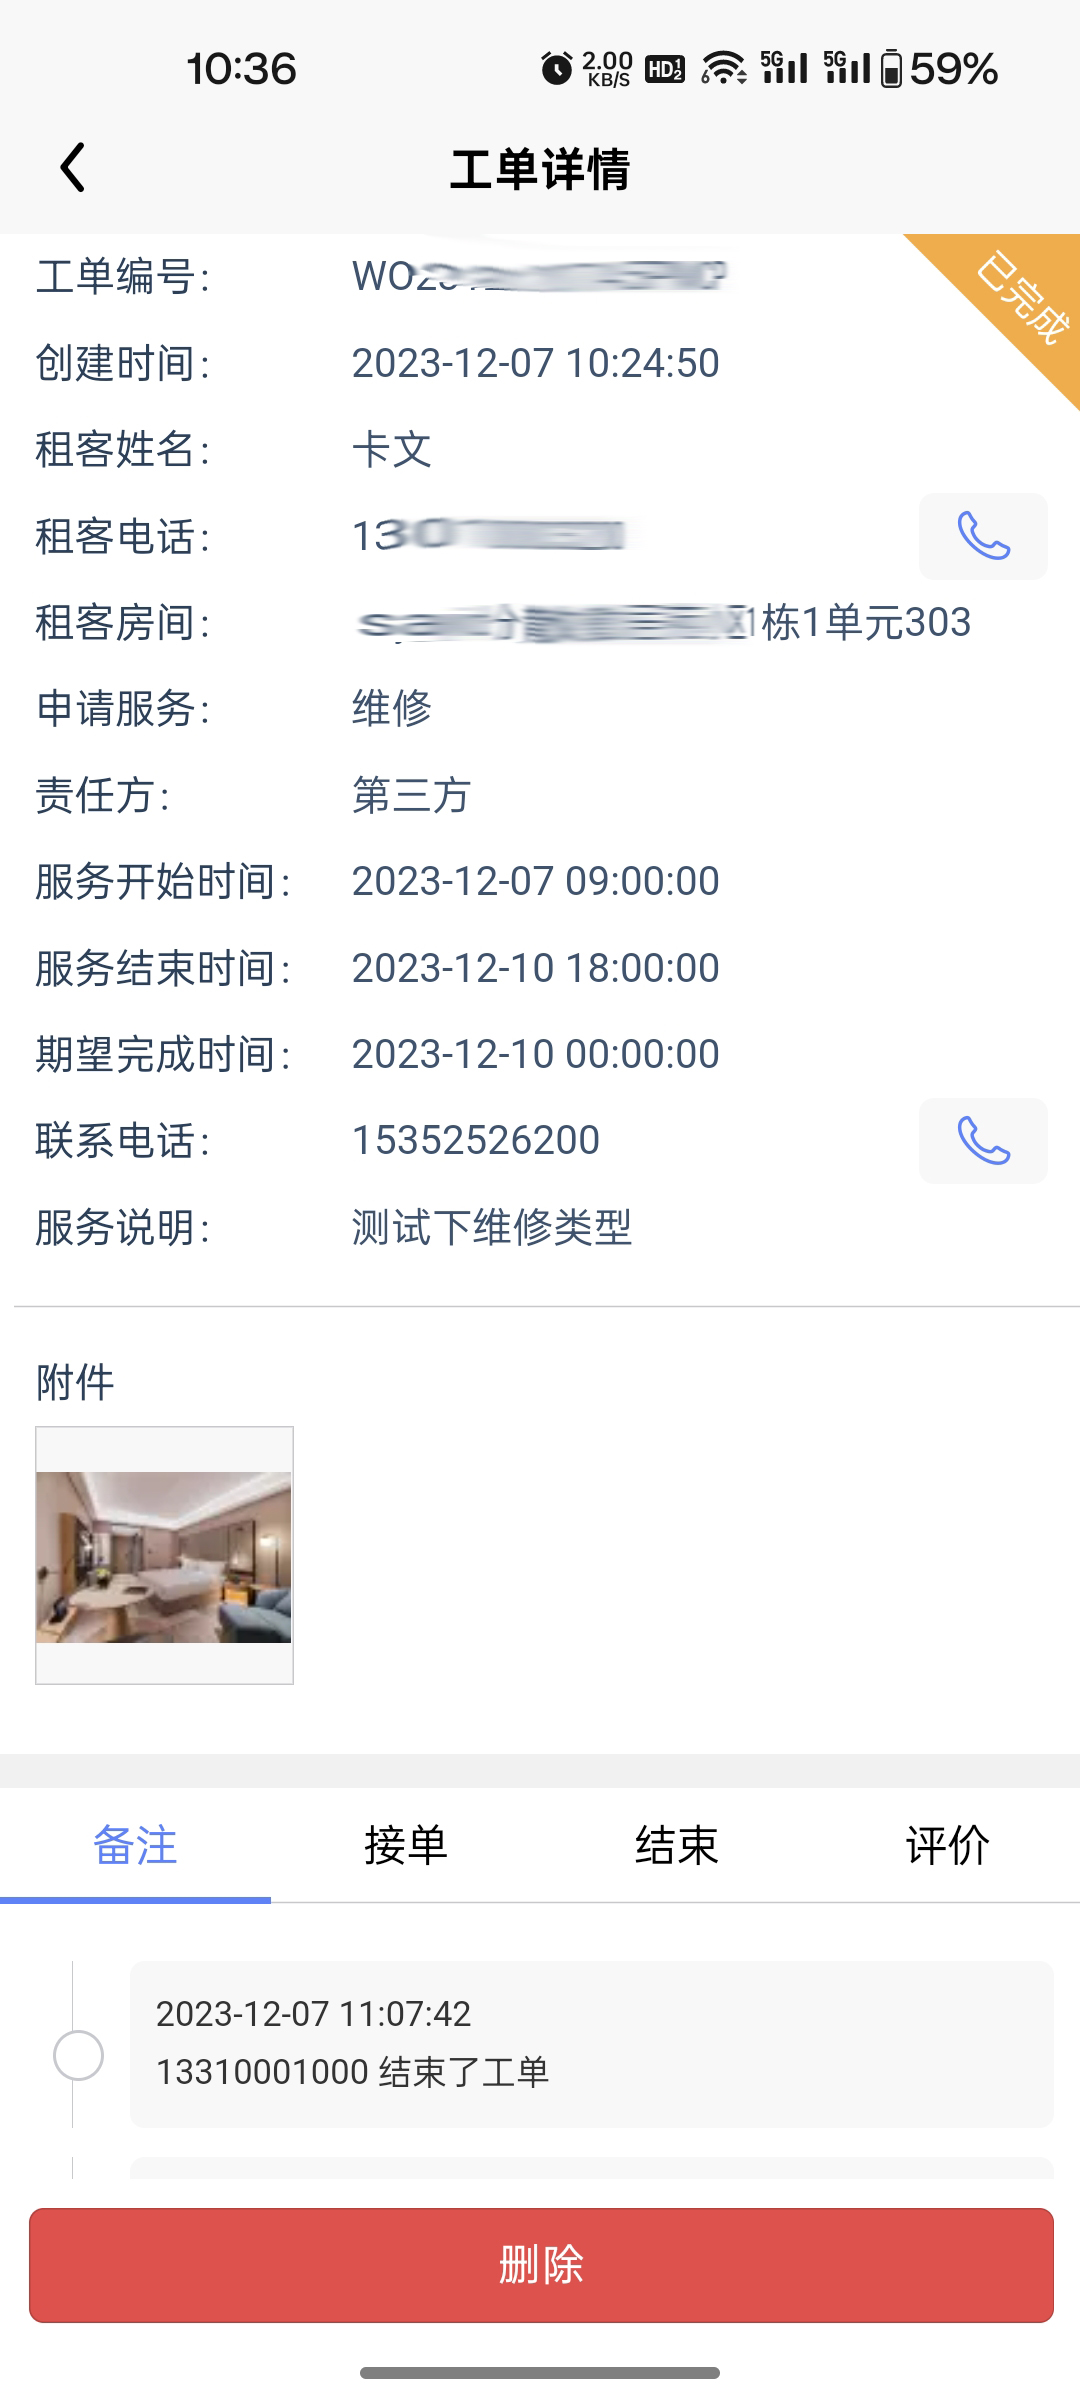 10:36
2.00 KB/S HD 1 2 6 5G 5G 59%
工单详情
已完成
工单编号: WO2
创建时间: 2023-12-07 10:24:50
租客姓名: 卡文
租客电话: 130
租客房间: 1栋1单元303
申请服务: 维修
责任方: 第三方
服务开始时间: 2023-12-07 09:00:00
服务结束时间: 2023-12-10 18:00:00
期望完成时间: 2023-12-10 00:00:00
联系电话: 15352526200
服务说明: 测试下维修类型
附件
备注 接单 结束 评价
2023-12-07 11:07:42
13310001000 结束了工单
删除